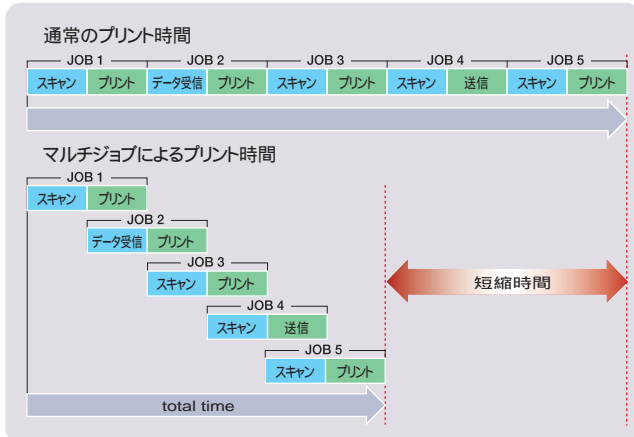 通常のプリント時間
JOB 1 JOB 2 JOB 3 JOB 4 JOB 5
スキャン プリント データ受信 プリント スキャン プリント スキャン 送信 スキャン プリント
マルチジョブによるプリント時間
JOB 1
スキャン プリント
JOB 2
データ受信 プリント
JOB 3
スキャン プリント
短縮時間
JOB 4
スキャン 送信
JOB 5
スキャン プリント
total time